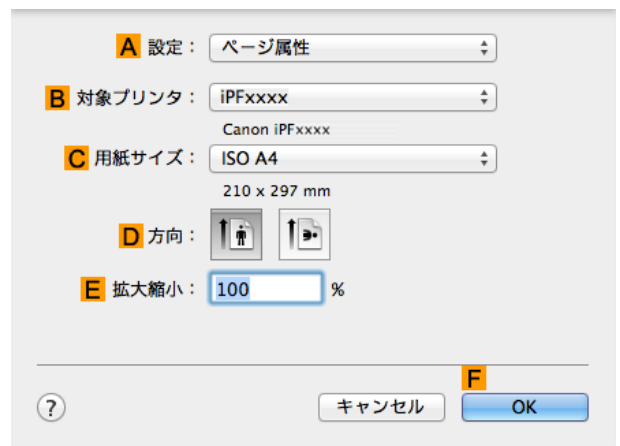 A 設定： ページ属性
B 対象プリンタ： iPFxxxx
Canon iPFxxxx
C 用紙サイズ： ISO A4
210 x 297 mm
D 方向：
E 拡大縮小： 100 %
F
? キャンセル OK